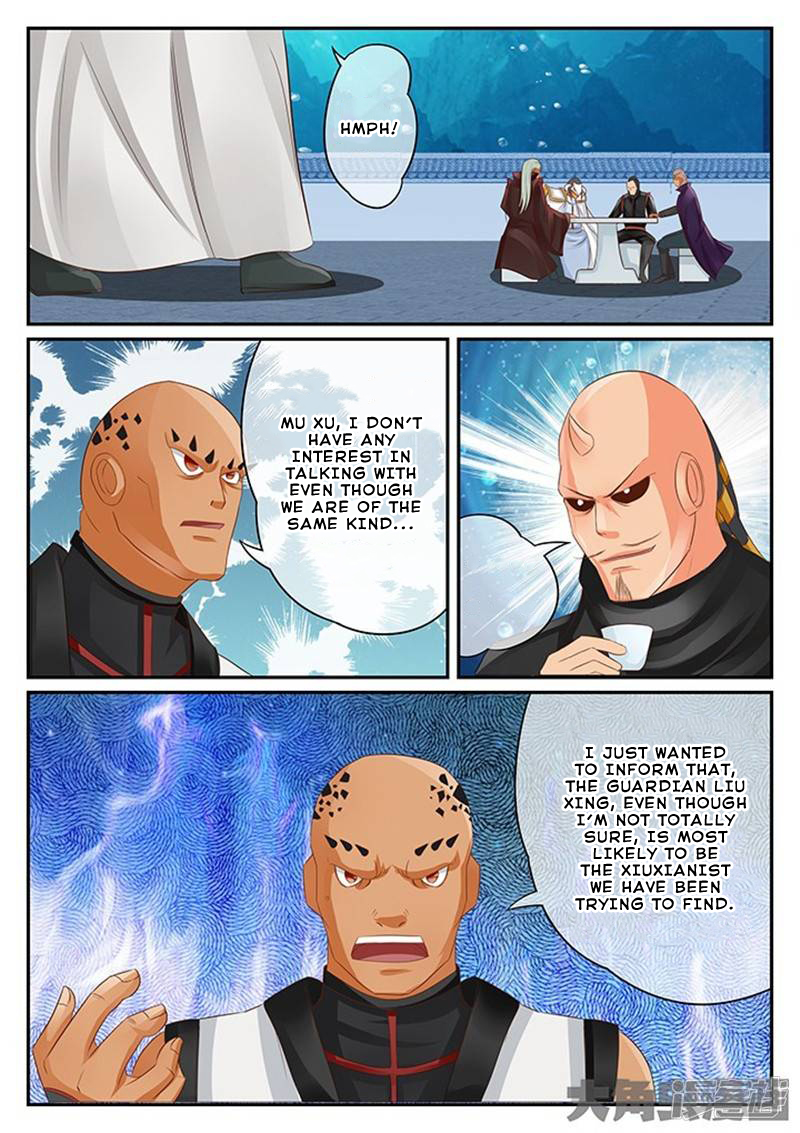 HMPH!
MU XU, I DON'T
HAVE ANY
INTEREST IN
TALKING WITH
EVEN THOUGH
WE ARE OF THE
SAME KIND...
I JUST WANTED
TO INFORM THAT,
THE GUARDIAN LIU
XING, EVEN THOUGH
I'M NOT TOTALLY
SURE, IS MOST
LIKELY TO BE
THE XIUXIANIST
WE HAVE BEEN
TRYING TO FIND.